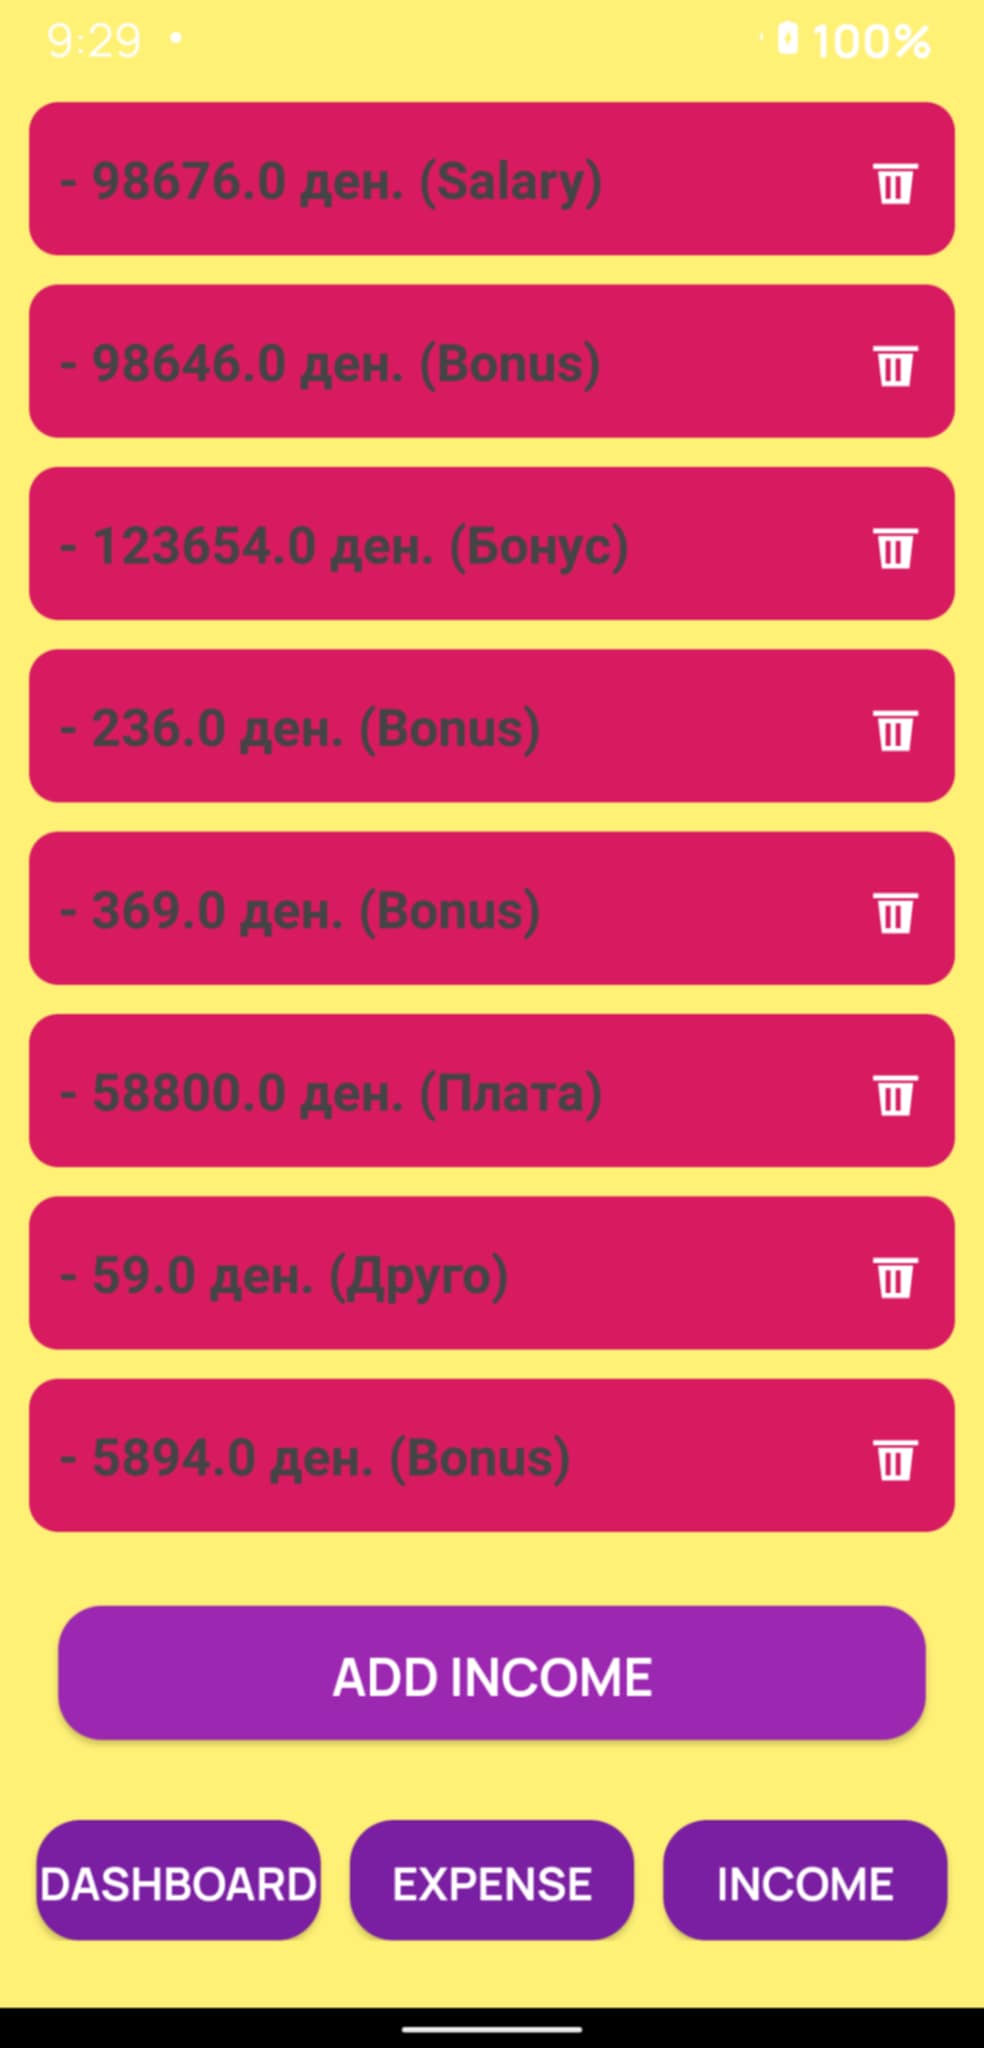 9:29
100%
- 98676.0 ден. (Salary)
- 98646.0 ден. (Bonus)
- 123654.0 ден. (Бонус)
- 236.0 ден. (Bonus)
- 369.0 ден. (Bonus)
- 58800.0 ден. (Плата)
- 59.0 ден. (Друго)
- 5894.0 ден. (Bonus)
ADD INCOME
DASHBOARD EXPENSE INCOME